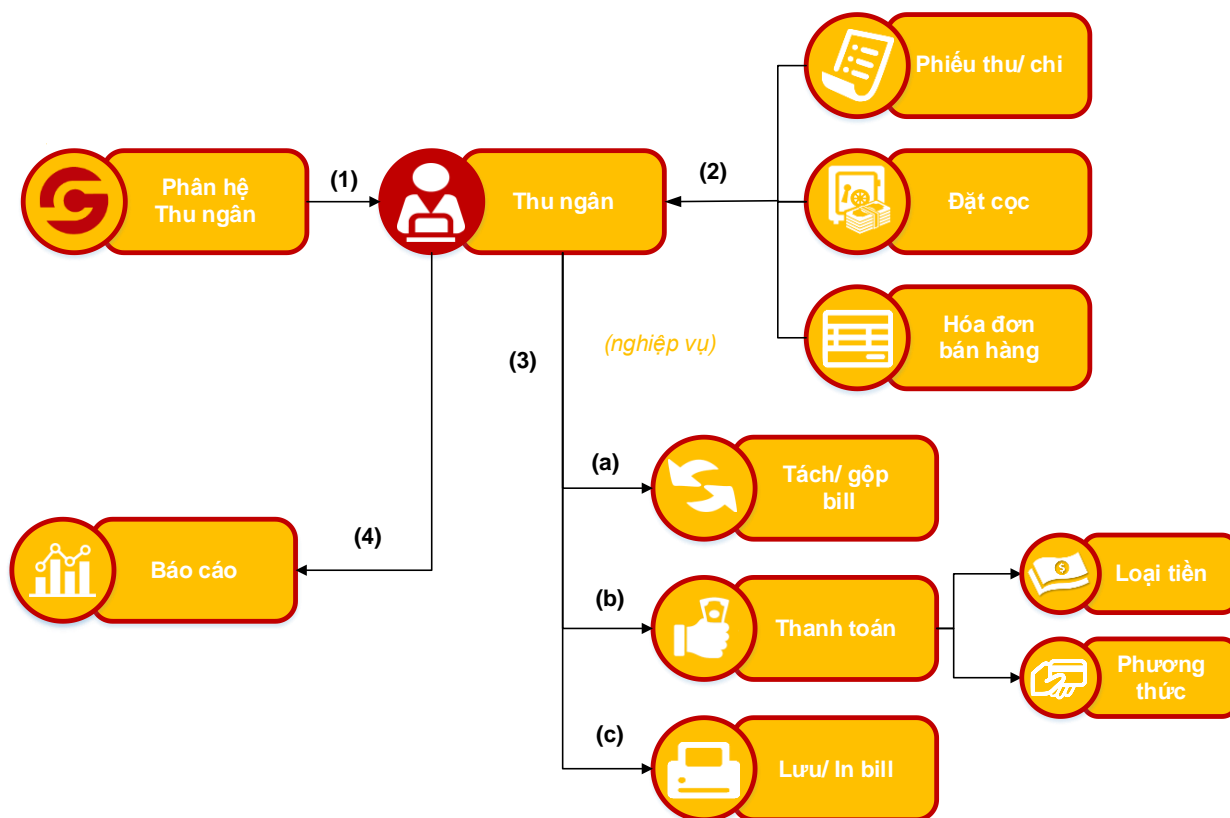 Phiếu thu/ chi
Phân hệ
Thu ngân
(1)
Thu ngân
(2)
Đặt cọc
Hóa đơn
bán hàng
(nghiệp vụ)
(3)
(a)
Tách/ gộp
bill
(4)
Báo cáo
(b)
Thanh toán
Loại tiền
Phương
thức
(c)
Lưu/ In bill